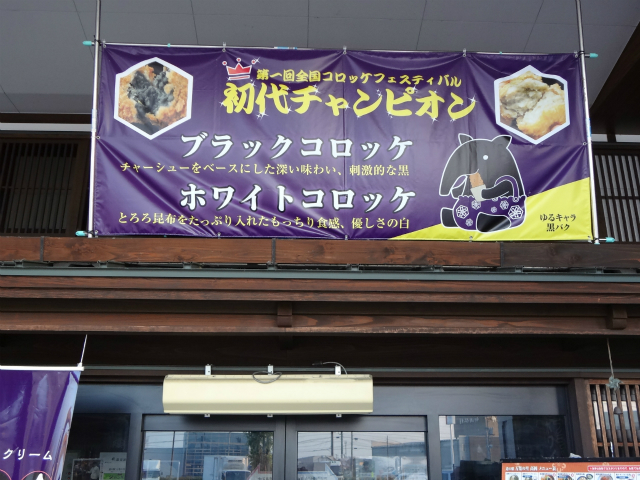 第一回全国コロッケフェスティバル
初代チャンピオン
ブラックコロッケ
チャーシューをベースにした深い味わい、刺激的な黒
ホワイトコロッケ
とろろ昆布をたっぷり入れたもっちり食感、優しさの白
ゆるキャラ
黒バク
クリーム